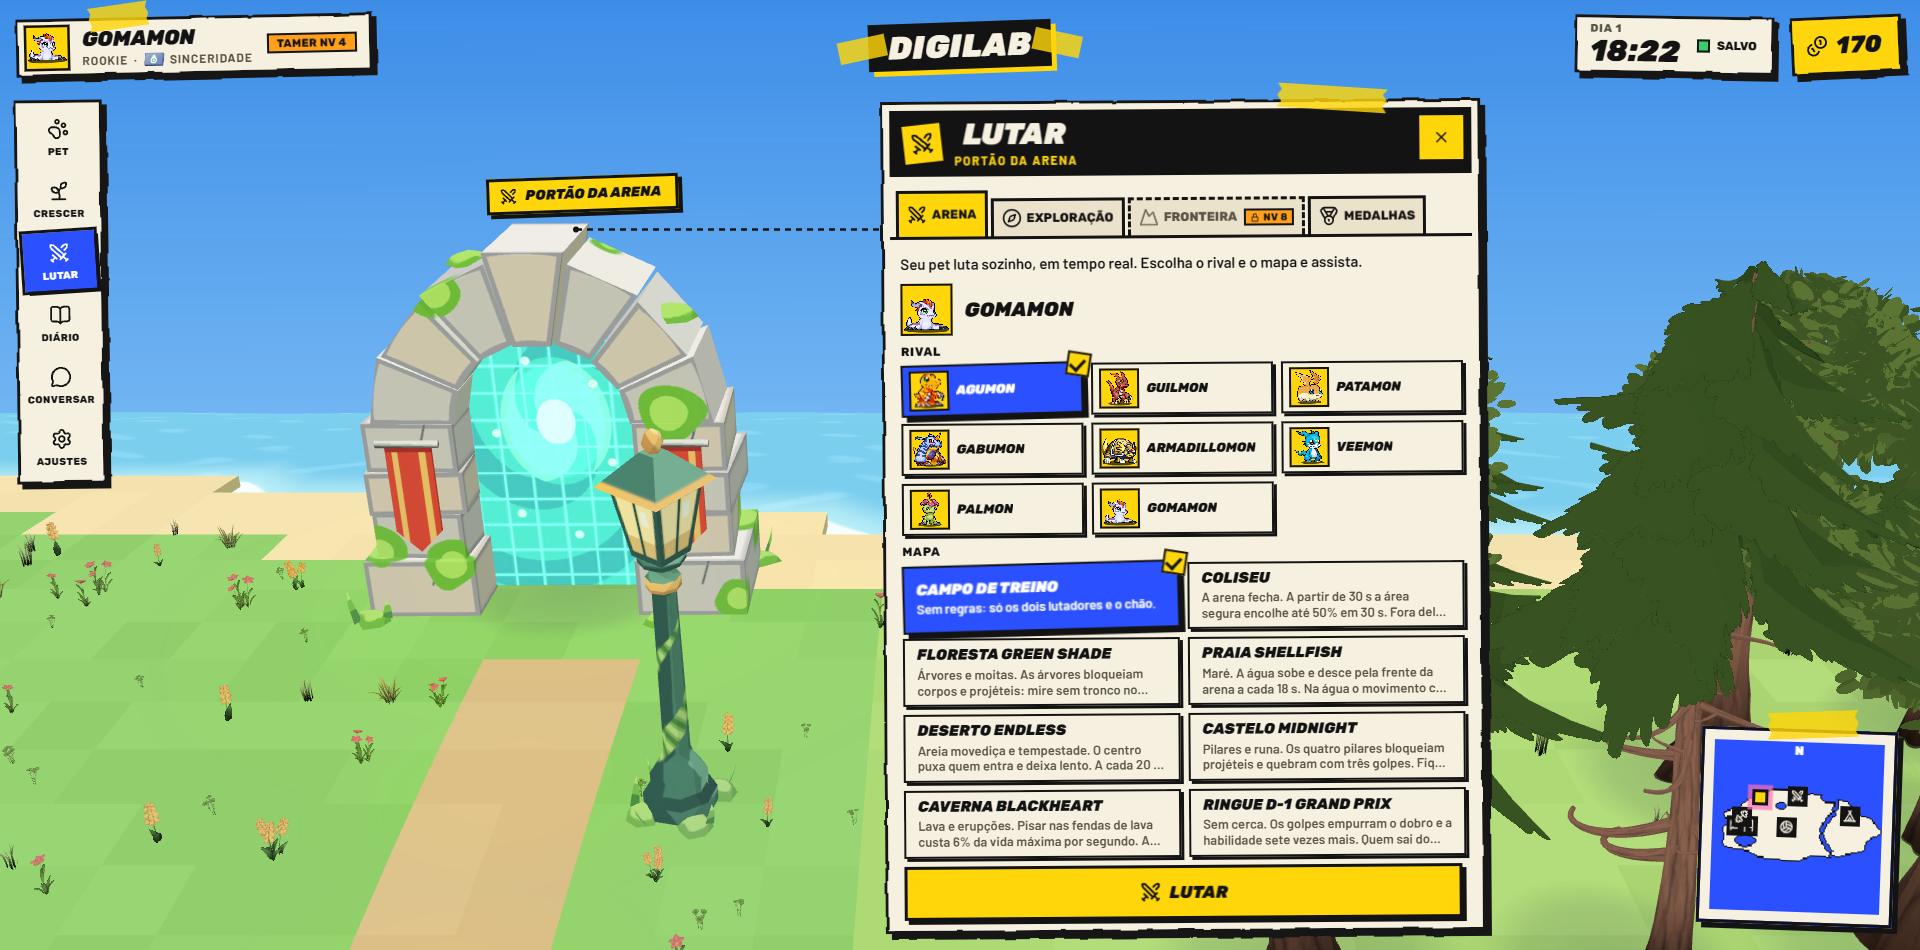 GOMAMON
TAMER NV 4
ROOKIE · SINCERIDADE
DIGILAB
DIA 1
18:22
SALVO
170
PET
CRESCER
LUTAR
DIÁRIO
CONVERSAR
AJUSTES
PORTÃO DA ARENA
LUTAR
PORTÃO DA ARENA
×
ARENA
EXPLORAÇÃO
FRONTEIRA
NV 8
MEDALHAS
Seu pet luta sozinho, em tempo real. Escolha o rival e o mapa e assista.
GOMAMON
RIVAL
AGUMON
GUILMON
PATAMON
GABUMON
ARMADILLOMON
VEEMON
PALMON
GOMAMON
MAPA
CAMPO DE TREINO
Sem regras: só os dois lutadores e o chão.
COLISEU
A arena fecha. A partir de 30 s a área
segura encolhe até 50% em 30 s. Fora del...
FLORESTA GREEN SHADE
Árvores e moitas. As árvores bloqueiam
corpos e projéteis: mire sem tronco no...
PRAIA SHELLFISH
Maré. A água sobe e desce pela frente da
arena a cada 18 s. Na água o movimento c...
DESERTO ENDLESS
Areia movediça e tempestade. O centro
puxa quem entra e deixa lento. A cada 20 ...
CASTELO MIDNIGHT
Pilares e runa. Os quatro pilares bloqueiam
projéteis e quebram com três golpes. Fiq...
CAVERNA BLACKHEART
Lava e erupções. Pisar nas fendas de lava
custa 6% da vida máxima por segundo. A...
RINGUE D-1 GRAND PRIX
Sem cerca. Os golpes empurram o dobro e a
habilidade sete vezes mais. Quem sai do...
LUTAR
N